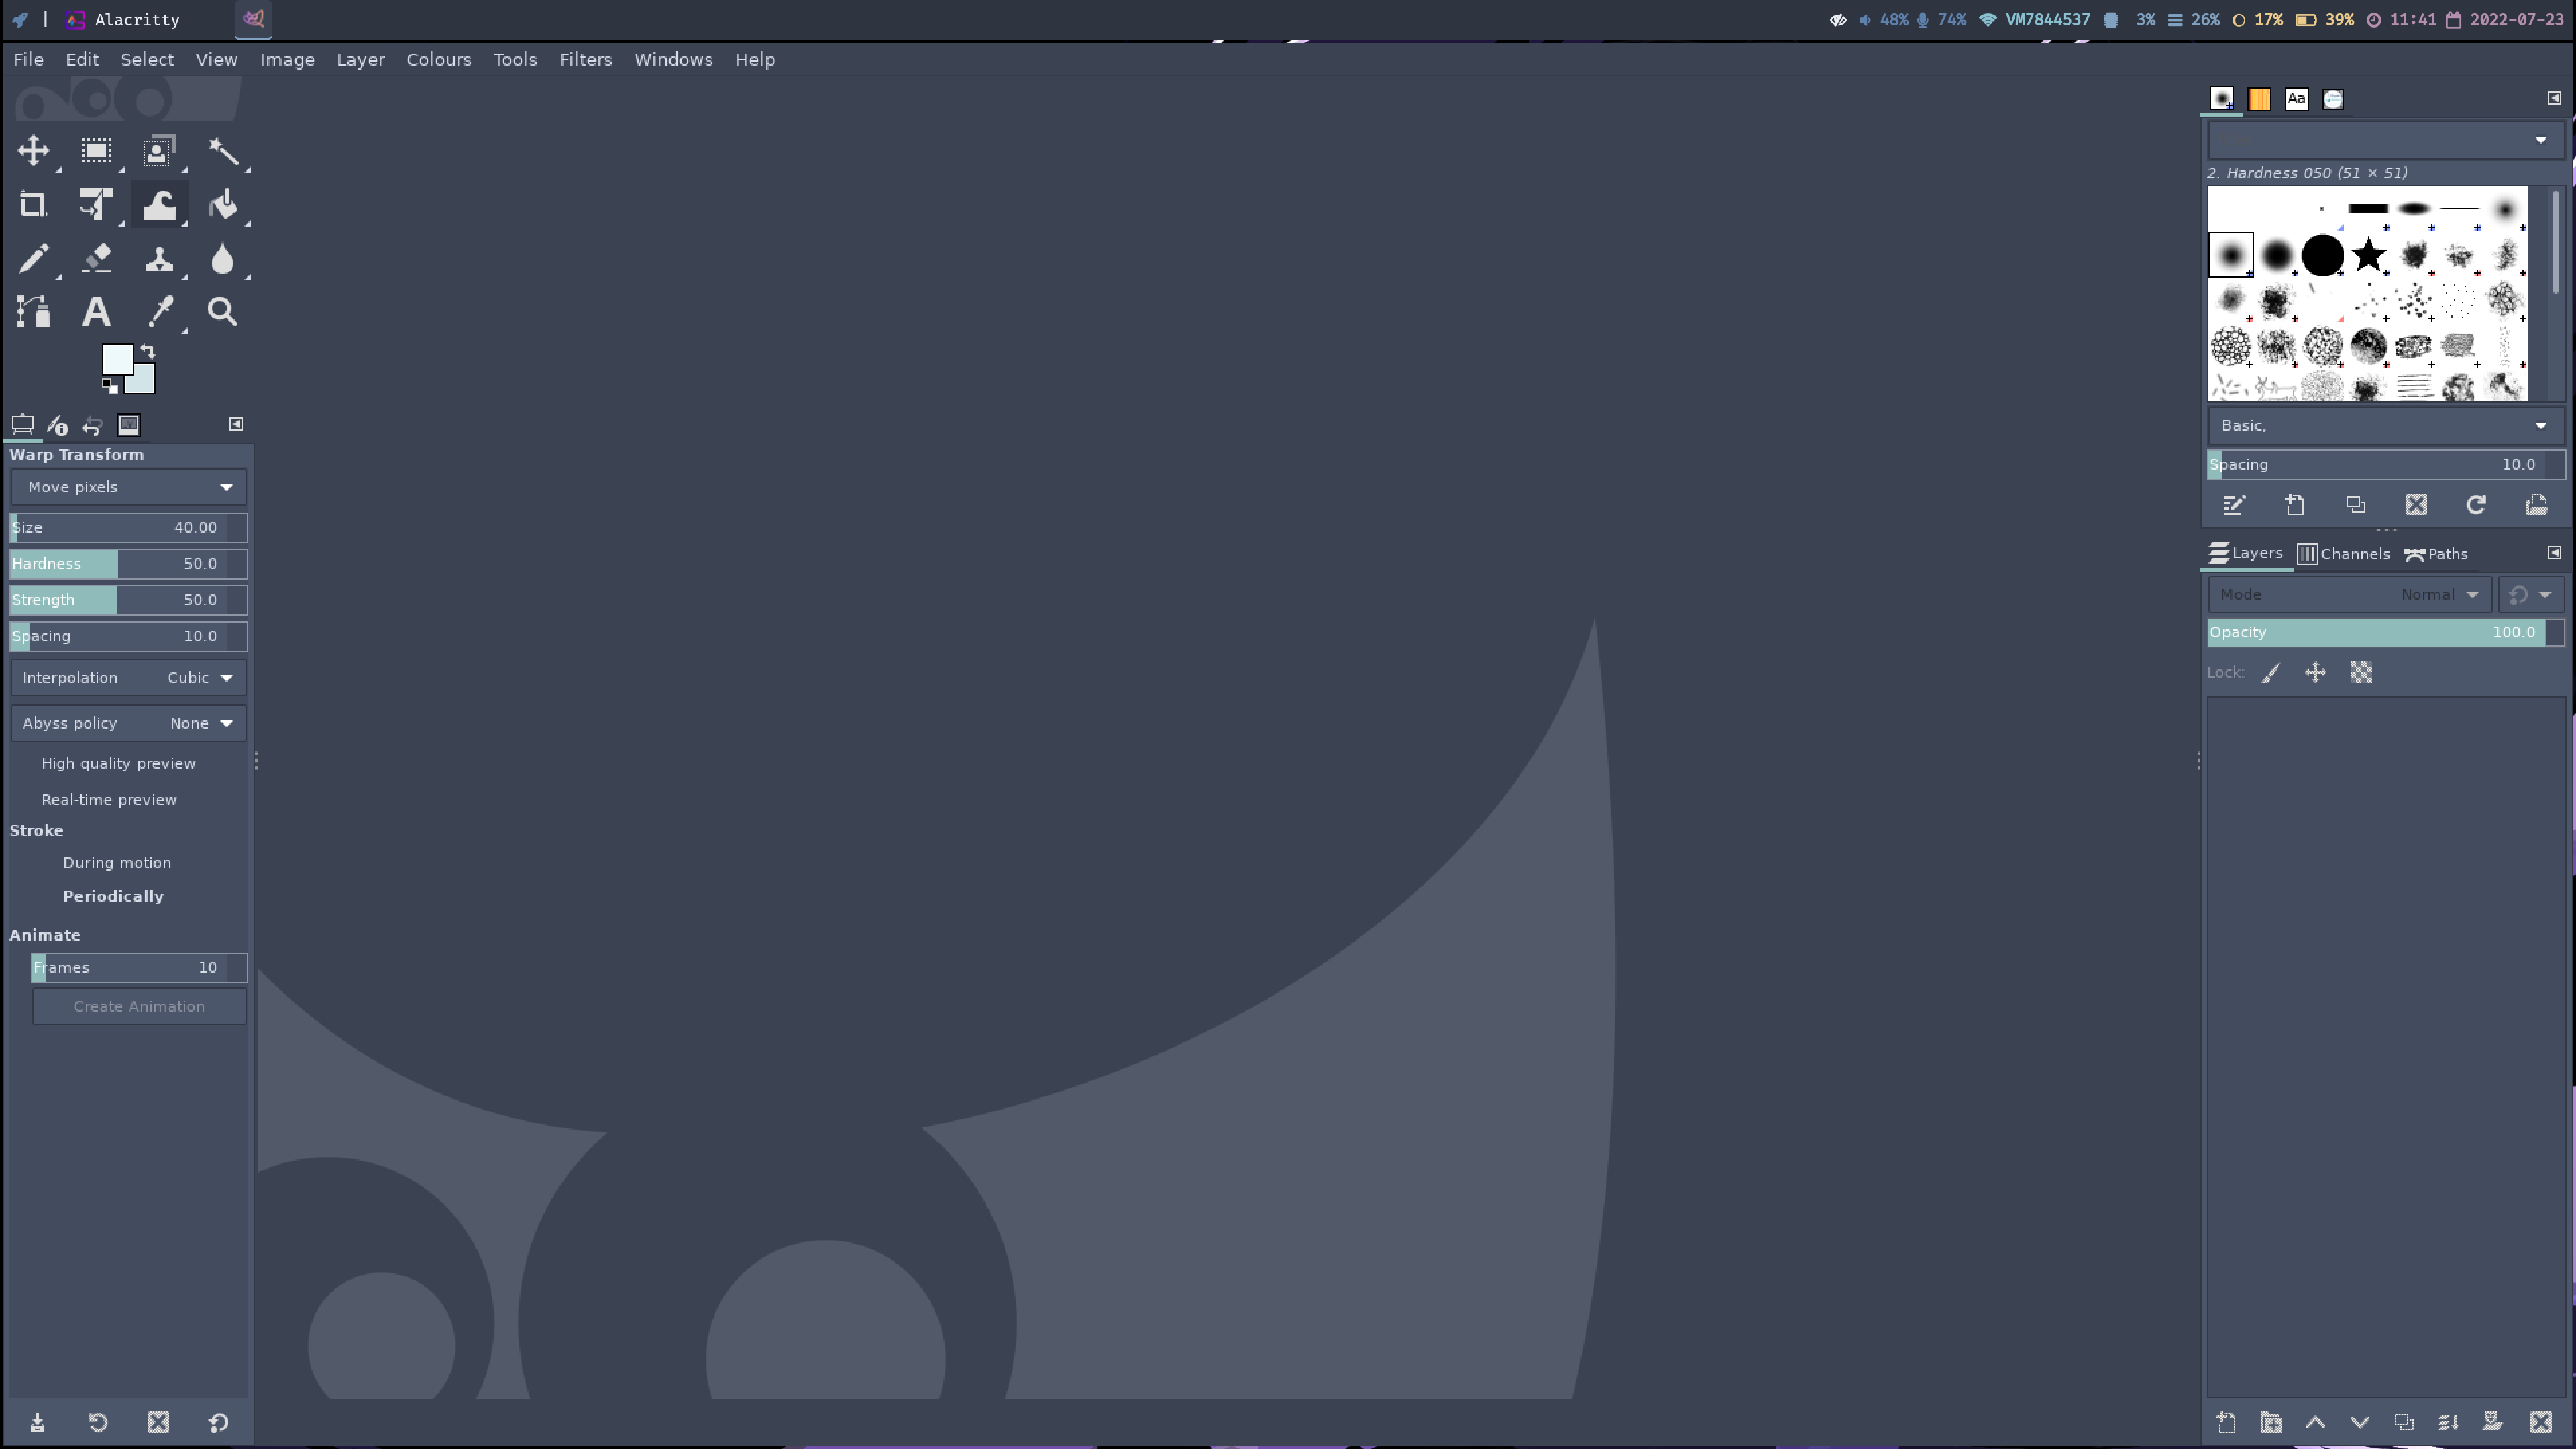 | Alacritty 48% 74% VM7844537 3% 26% 17% 39% 11:41 2022-07-23
File Edit Select View Image Layer Colours Tools Filters Windows Help
Aa
2. Hardness 050 (51 × 51)
A
Basic,
Spacing 10.0
Warp Transform
Move pixels
Size 40.00
Hardness 50.0
Strength 50.0
Spacing 10.0
Interpolation Cubic
Abyss policy None
High quality preview
Real-time preview
Stroke
During motion
Periodically
Animate
Frames 10
Create Animation
Layers Channels Paths
Mode Normal
Opacity 100.0
Lock: